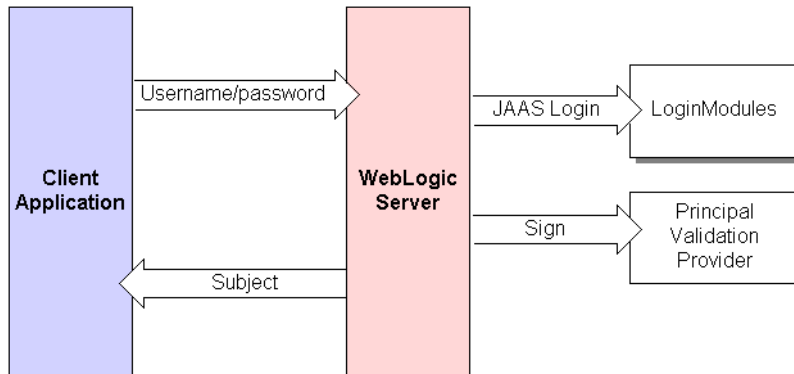 Username/password
JAAS Login
LoginModules
Client
Application
WebLogic
Server
Sign
Principal
Validation
Provider
Subject